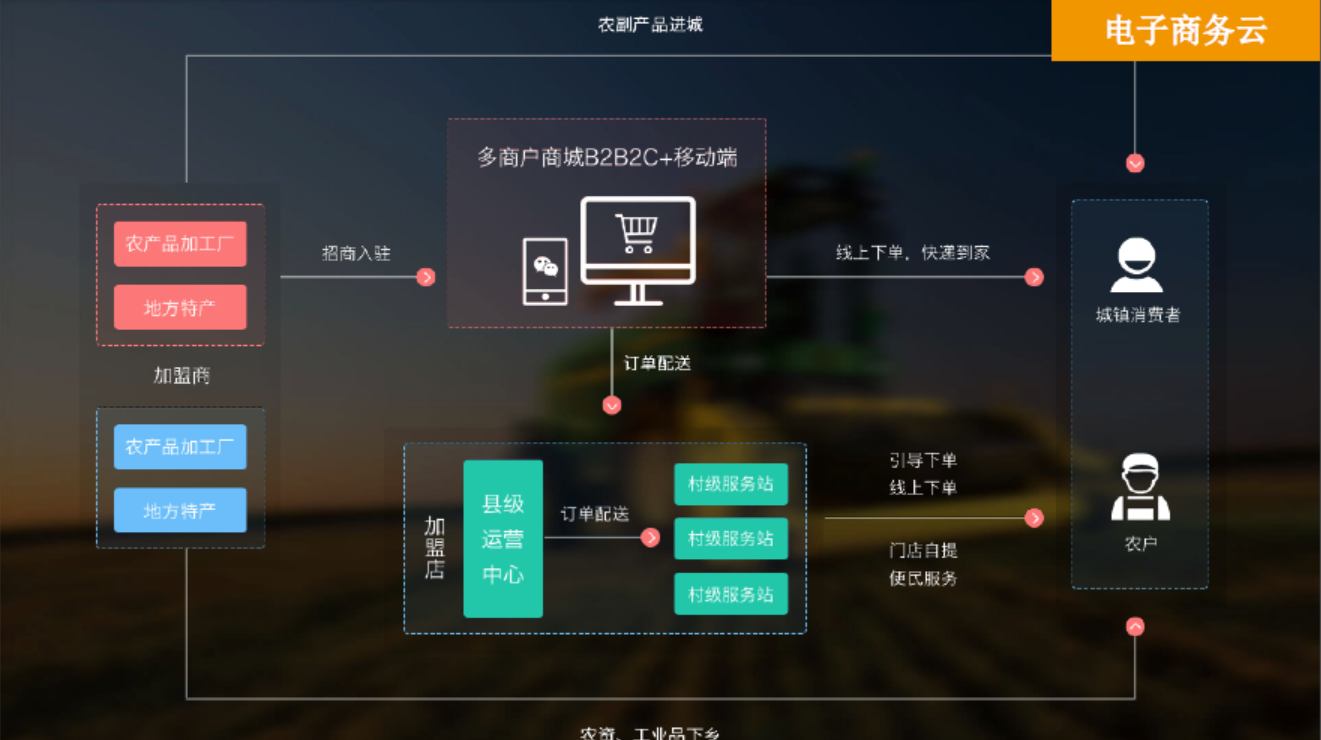 农副产品进城
电子商务云
多商户商城B2B2C+移动端
农产品加工厂
地方特产
加盟商
农产品加工厂
地方特产
招商入驻
线上下单，快递到家
城镇消费者
订单配送
加盟店
县级
运营
中心
订单配送
村级服务站
村级服务站
村级服务站
引导下单
线上下单
门店自提
便民服务
农户
农资、工业品下乡